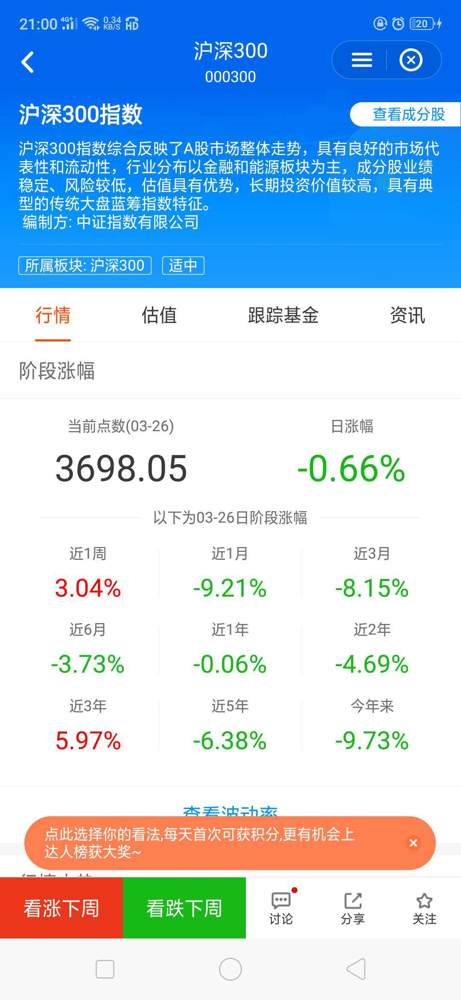 21:00 4G+ 0.34 KB/S HD 20
沪深300
000300
沪深300指数
查看成分股
沪深300指数综合反映了A股市场整体走势，具有良好的市场代
表性和流动性，行业分布以金融和能源板块为主，成分股业绩
稳定、风险较低，估值具有优势，长期投资价值较高，具有典
型的传统大盘蓝筹指数特征。
编制方: 中证指数有限公司
所属板块: 沪深300 适中
行情 估值 跟踪基金 资讯
阶段涨幅
当前点数(03-26) 日涨幅
3698.05 -0.66%
以下为03-26日阶段涨幅
近1周 近1月 近3月
3.04% -9.21% -8.15%
近6月 近1年 近2年
-3.73% -0.06% -4.69%
近3年 近5年 今年来
5.97% -6.38% -9.73%
查看波动率
点此选择你的看法,每天首次可获积分,更有机会上
达人榜获大奖~
看涨下周 看跌下周 讨论 分享 关注